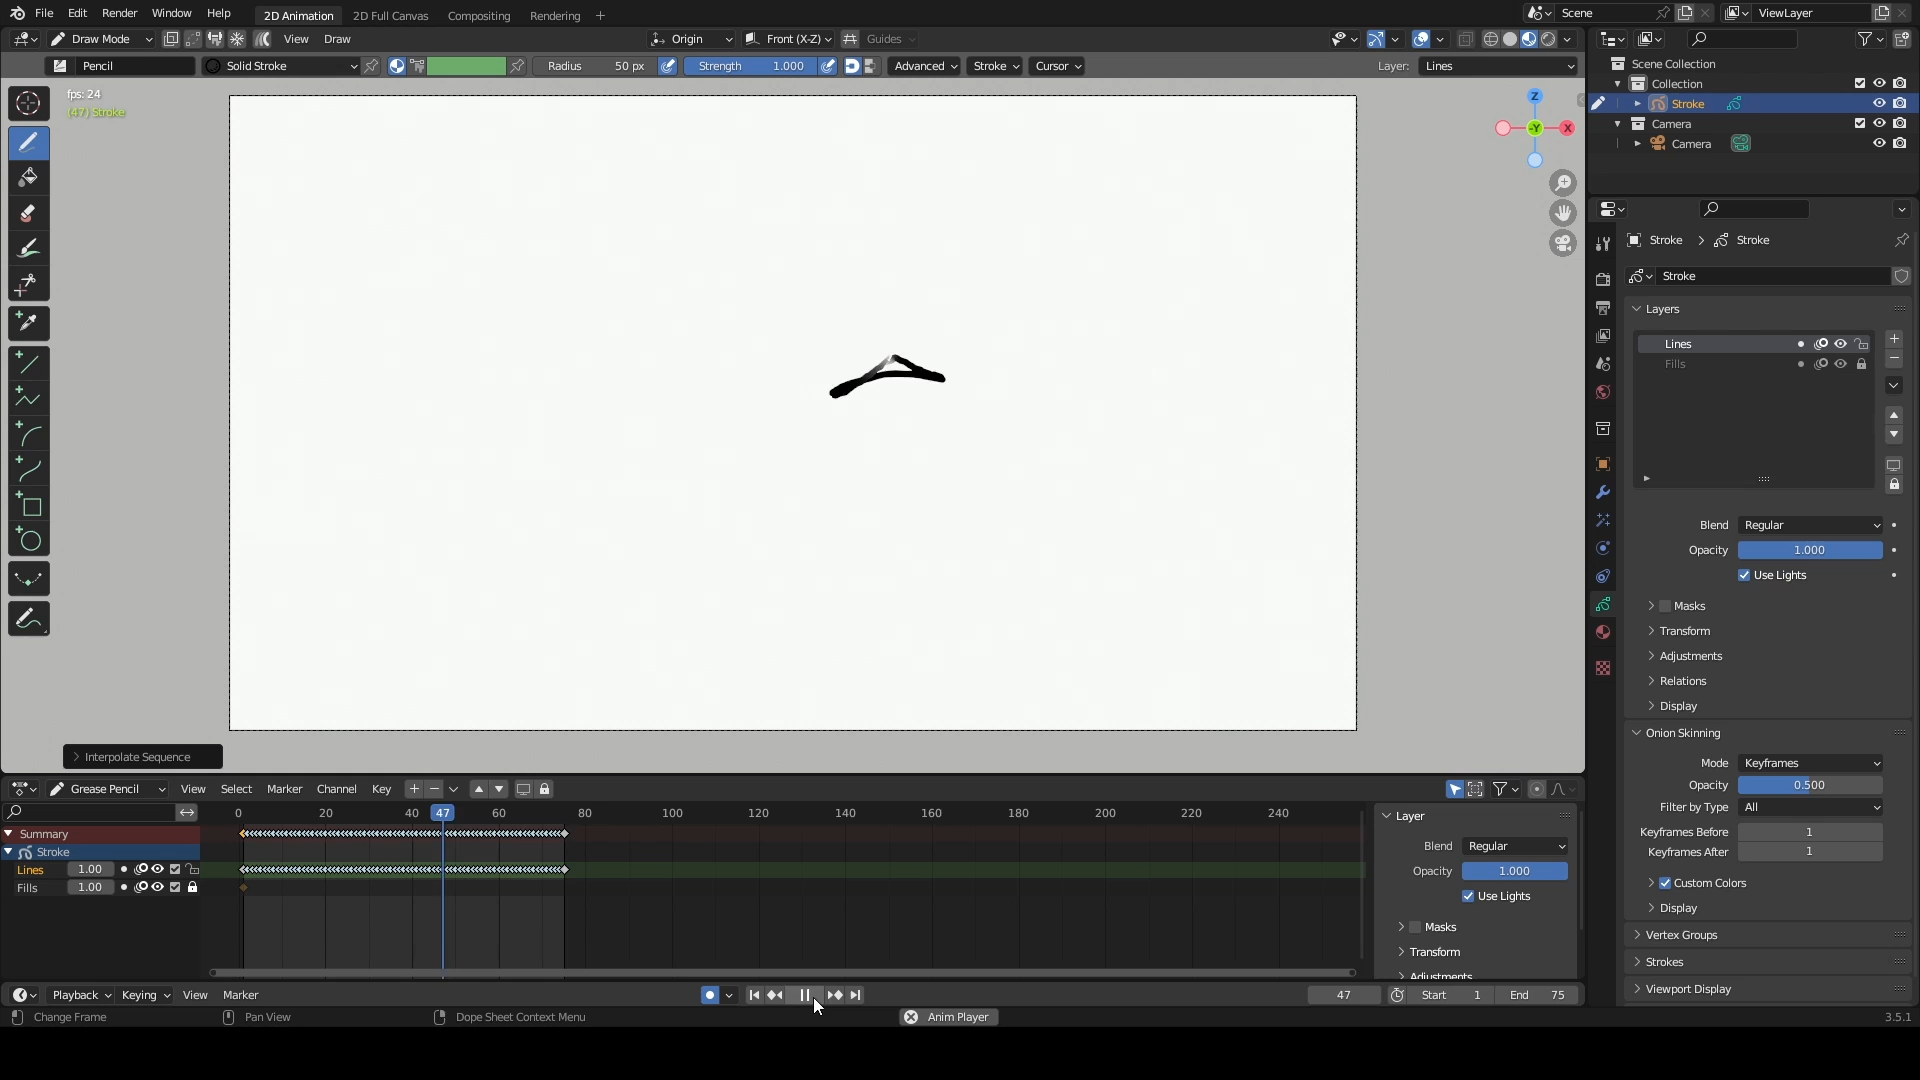 File Edit Render Window Help 2D Animation 2D Full Canvas Compositing Rendering + Scene ViewLayer
Draw Mode View Draw Origin Front (X-Z) Guides
Pencil Solid Stroke Radius 50 px Strength 1.000 Advanced Stroke Cursor Layer: Lines
fps: 24
(47) Stroke
Z
-Y
X
Interpolate Sequence
Scene Collection
Collection
Stroke
Camera
Camera
Stroke > Stroke
Stroke
Layers
Lines
Fills
Blend Regular
Opacity 1.000
Use Lights
Masks
Transform
Adjustments
Relations
Display
Onion Skinning
Mode Keyframes
Opacity 0.500
Filter by Type All
Keyframes Before 1
Keyframes After 1
Custom Colors
Display
Vertex Groups
Strokes
Viewport Display
Grease Pencil View Select Marker Channel Key
0 20 40 47 60 80 100 120 140 160 180 200 220 240
Summary
Stroke
Lines 1.00
Fills 1.00
Layer
Blend Regular
Opacity 1.000
Use Lights
Masks
Transform
Adjustments
Playback Keying View Marker 47 Start 1 End 75
Change Frame Pan View Dope Sheet Context Menu Anim Player 3.5.1